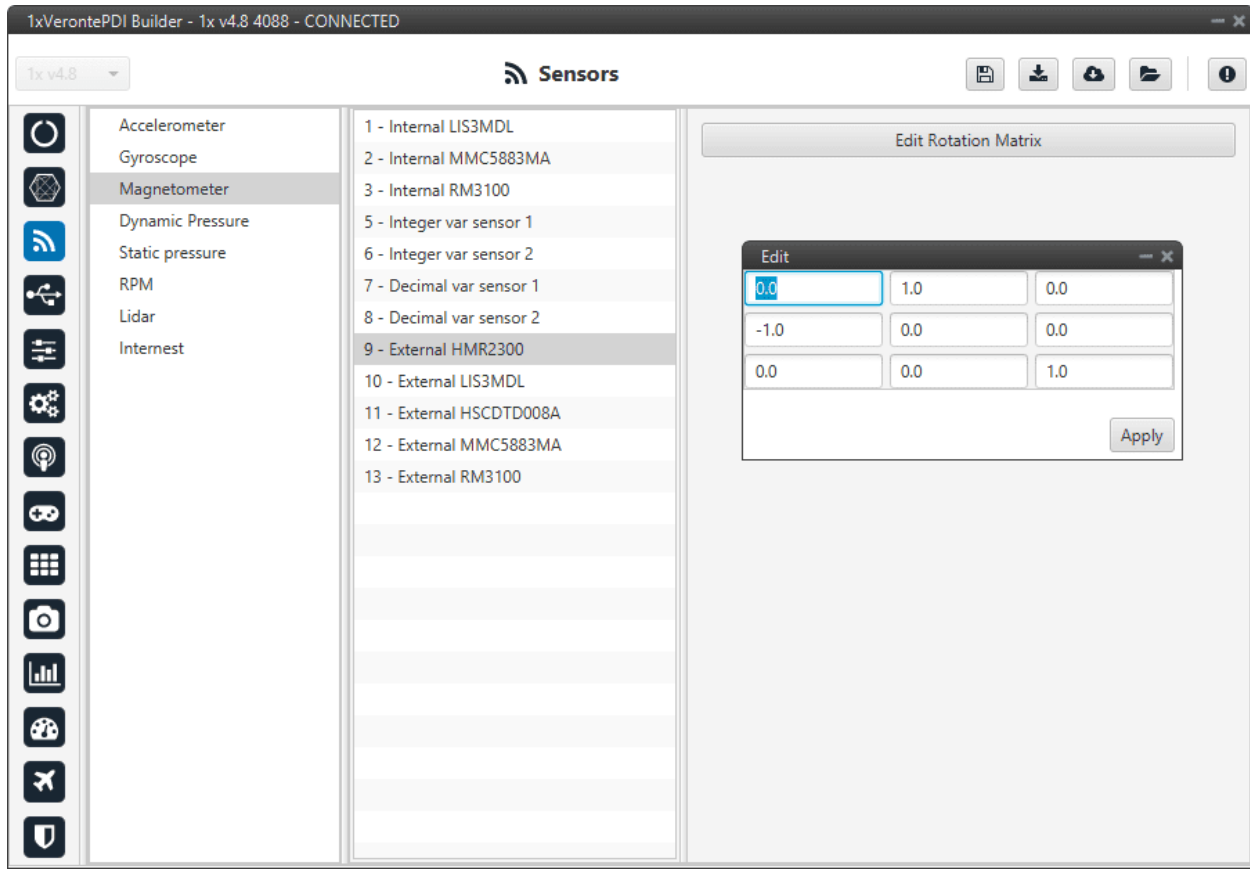 1xVerontePDI Builder - 1x v4.8 4088 - CONNECTED
1x v4.8
Sensors
Accelerometer
Gyroscope
Magnetometer
Dynamic Pressure
Static pressure
RPM
Lidar
Internest
1 - Internal LIS3MDL
2 - Internal MMC5883MA
3 - Internal RM3100
5 - Integer var sensor 1
6 - Integer var sensor 2
7 - Decimal var sensor 1
8 - Decimal var sensor 2
9 - External HMR2300
10 - External LIS3MDL
11 - External HSCDTD008A
12 - External MMC5883MA
13 - External RM3100
Edit Rotation Matrix
Edit
0.0 1.0 0.0
-1.0 0.0 0.0
0.0 0.0 1.0
Apply